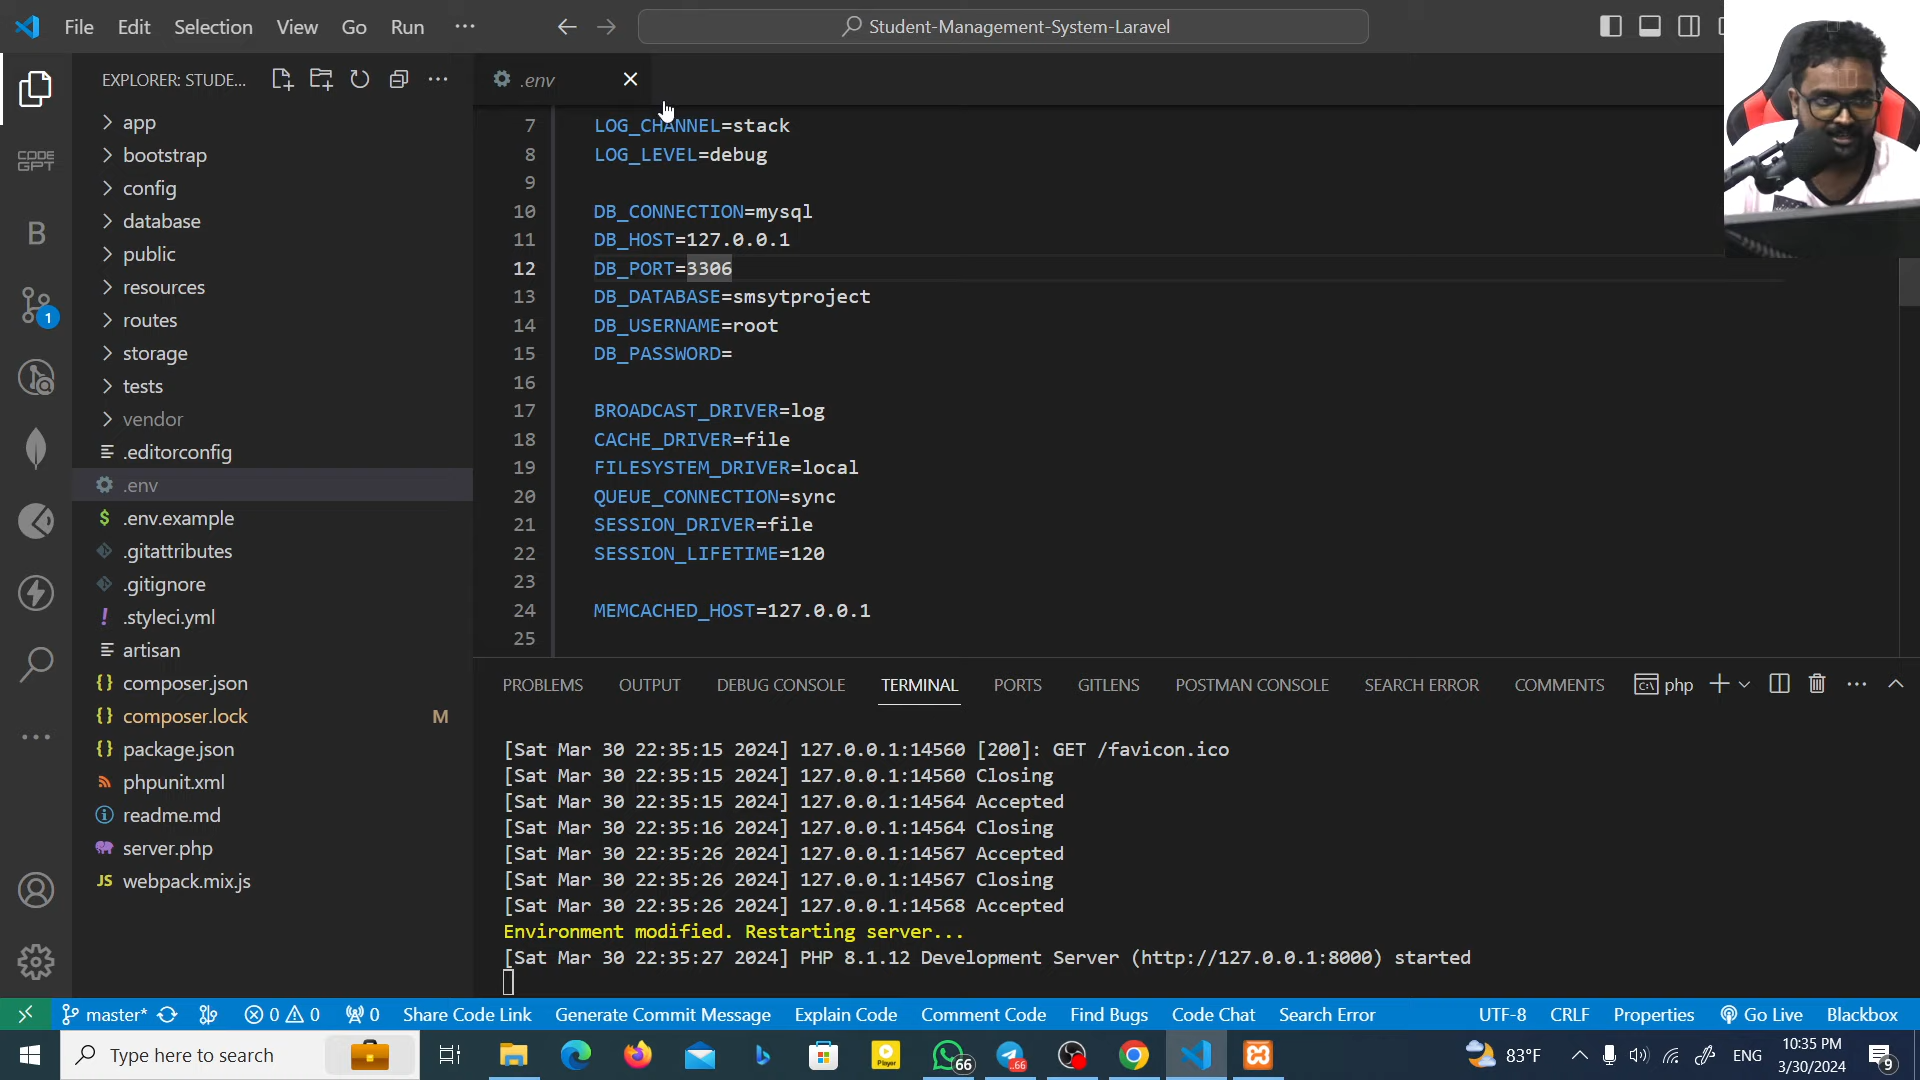 File Edit Selection View Go Run ···
Student-Management-System-Laravel
EXPLORER: STUDE...
.env
app
bootstrap
config
database
public
resources
routes
storage
tests
vendor
.editorconfig
.env
.env.example
.gitattributes
.gitignore
.styleci.yml
artisan
composer.json
composer.lock M
package.json
phpunit.xml
readme.md
server.php
JS webpack.mix.js
CODE
GPT
B
1
7 LOG_CHANNEL=stack
8 LOG_LEVEL=debug
9
10 DB_CONNECTION=mysql
11 DB_HOST=127.0.0.1
12 DB_PORT=3306
13 DB_DATABASE=smsytproject
14 DB_USERNAME=root
15 DB_PASSWORD=
16
17 BROADCAST_DRIVER=log
18 CACHE_DRIVER=file
19 FILESYSTEM_DRIVER=local
20 QUEUE_CONNECTION=sync
21 SESSION_DRIVER=file
22 SESSION_LIFETIME=120
23
24 MEMCACHED_HOST=127.0.0.1
25
PROBLEMS OUTPUT DEBUG CONSOLE TERMINAL PORTS GITLENS POSTMAN CONSOLE SEARCH ERROR COMMENTS php
[Sat Mar 30 22:35:15 2024] 127.0.0.1:14560 [200]: GET /favicon.ico
[Sat Mar 30 22:35:15 2024] 127.0.0.1:14560 Closing
[Sat Mar 30 22:35:15 2024] 127.0.0.1:14564 Accepted
[Sat Mar 30 22:35:16 2024] 127.0.0.1:14564 Closing
[Sat Mar 30 22:35:26 2024] 127.0.0.1:14567 Accepted
[Sat Mar 30 22:35:26 2024] 127.0.0.1:14567 Closing
[Sat Mar 30 22:35:26 2024] 127.0.0.1:14568 Accepted
Environment modified. Restarting server...
[Sat Mar 30 22:35:27 2024] PHP 8.1.12 Development Server (http://127.0.0.1:8000) started
master* 0 0 0 Share Code Link Generate Commit Message Explain Code Comment Code Find Bugs Code Chat Search Error UTF-8 CRLF Properties Go Live Blackbox
Type here to search
Player
66
..66
83°F
ENG
10:35 PM
3/30/2024
9